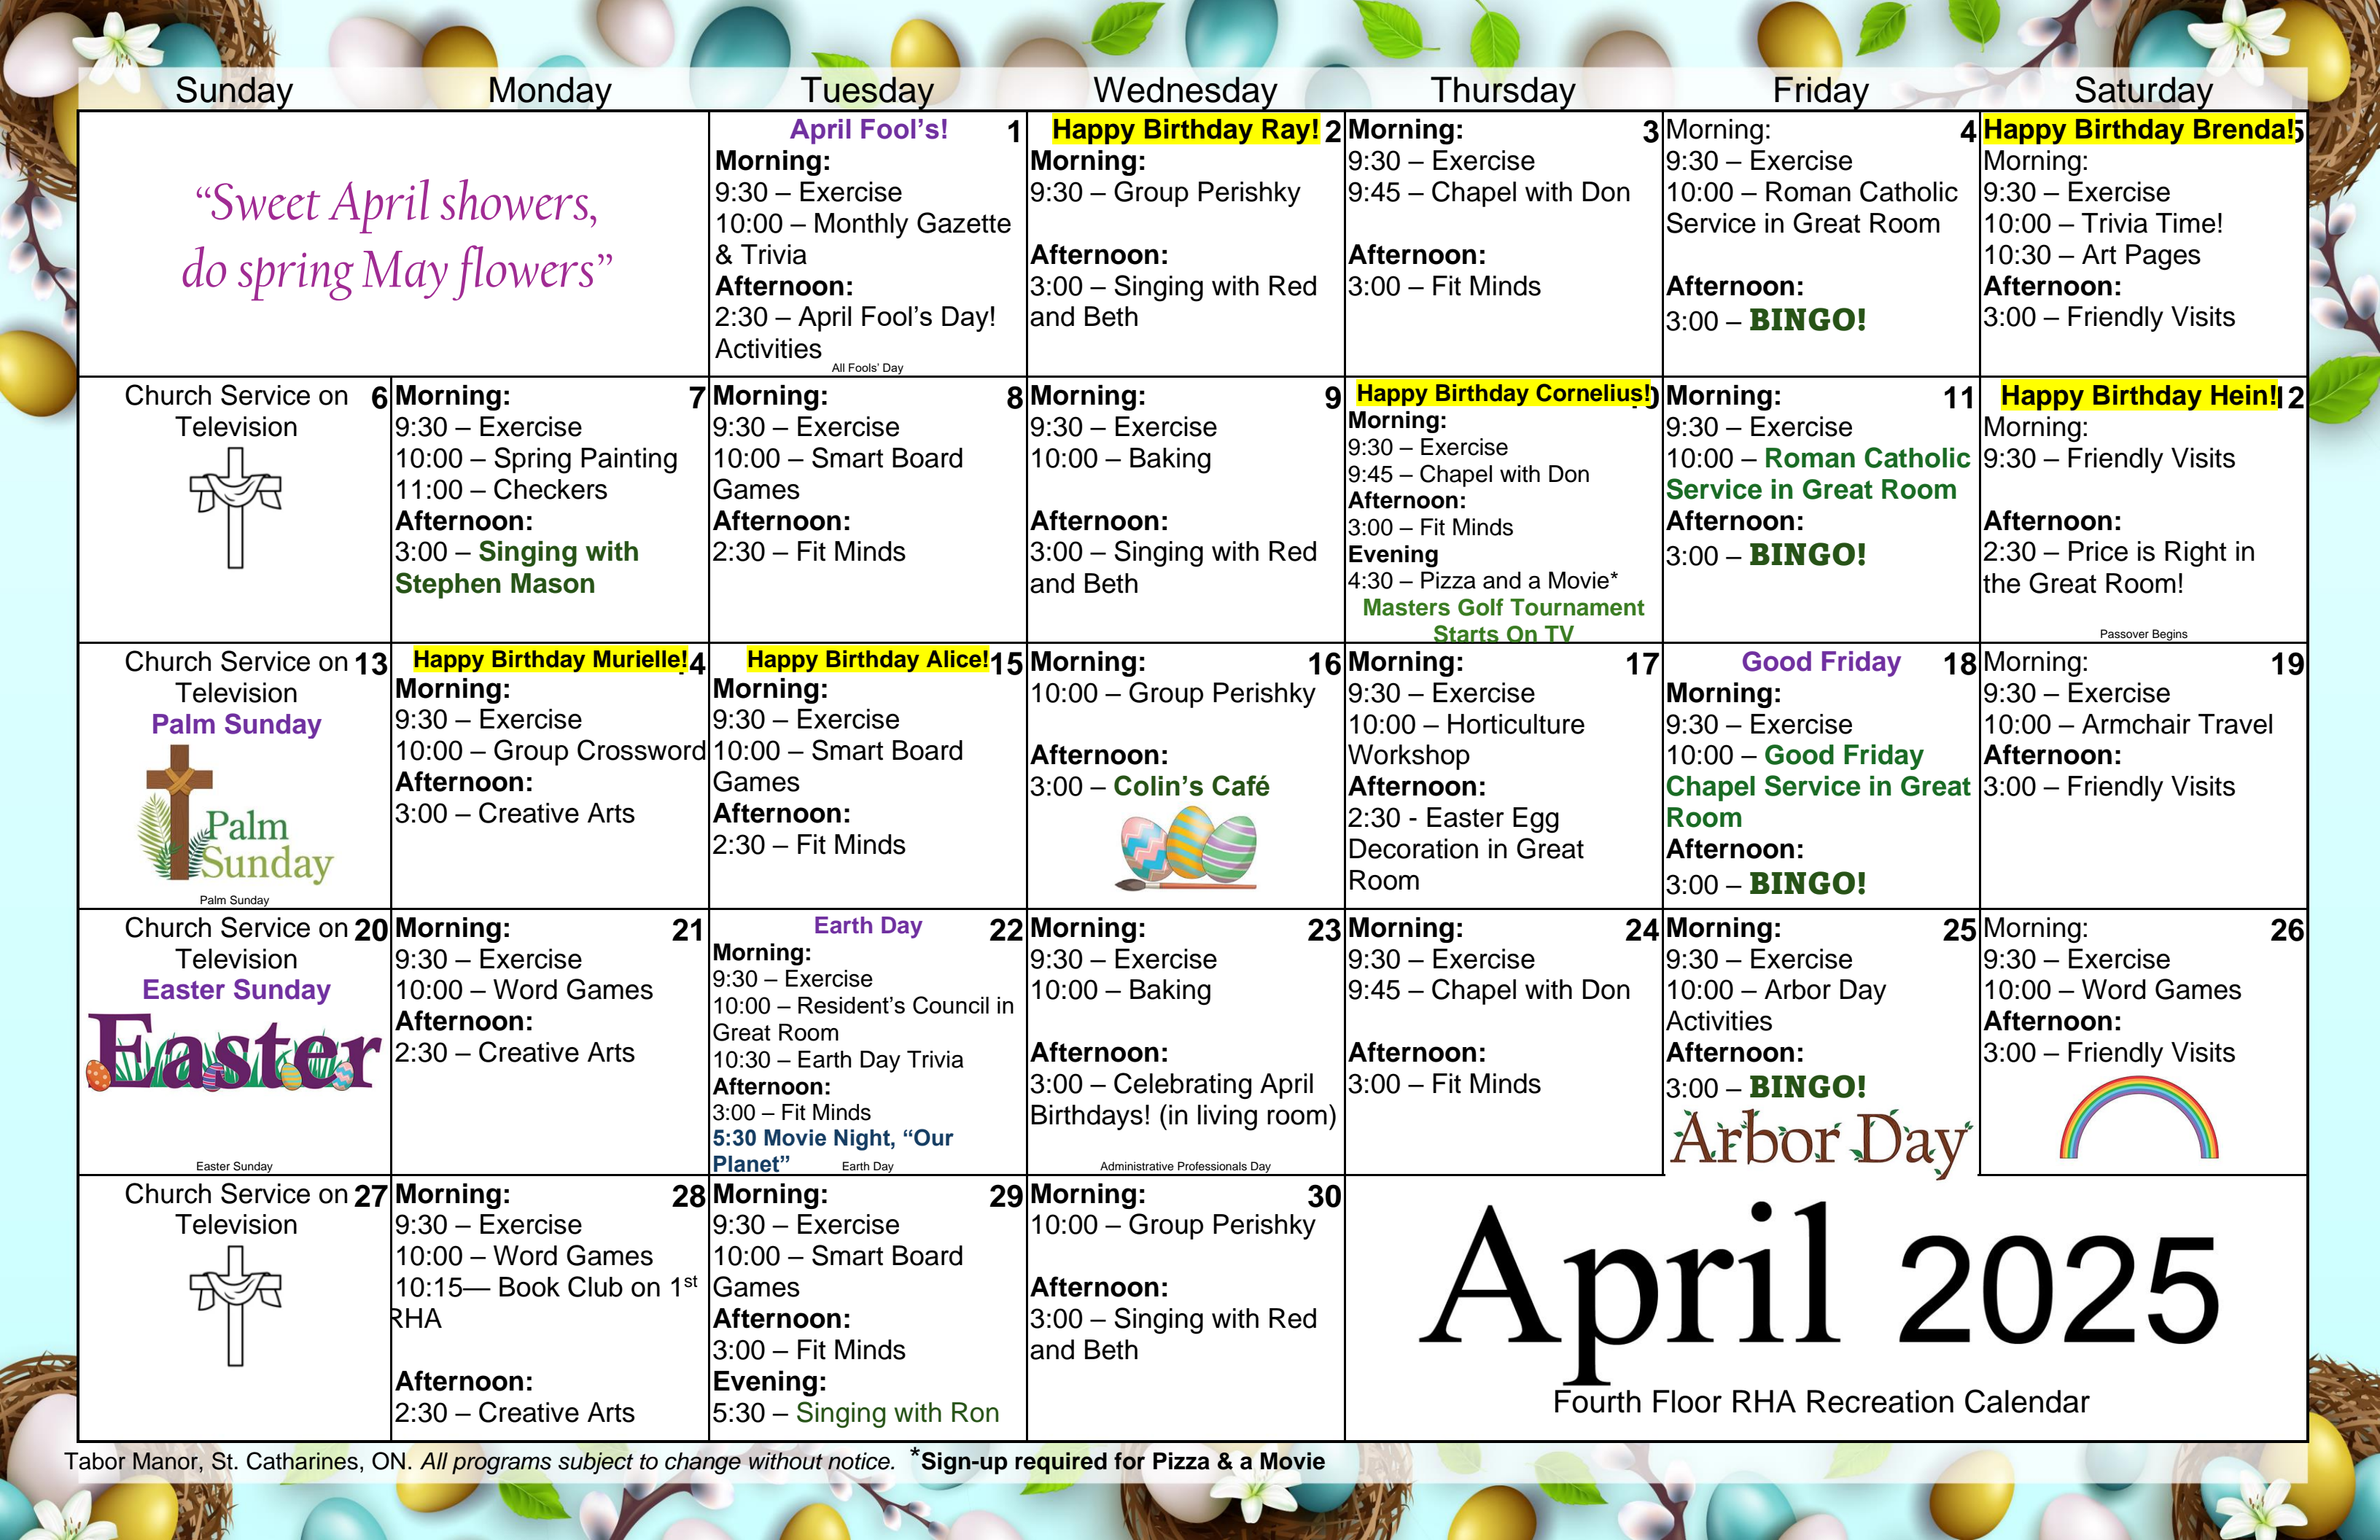 Sunday Monday Tuesday Wednesday Thursday Friday Saturday
“Sweet April showers,
do spring May flowers”
April Fool’s! 1
Morning:
9:30 – Exercise
10:00 – Monthly Gazette
& Trivia
Afternoon:
2:30 – April Fool’s Day!
Activities
All Fools’ Day
Happy Birthday Ray! 2
Morning:
9:30 – Group Perishky
Afternoon:
3:00 – Singing with Red
and Beth
Morning: 3
9:30 – Exercise
9:45 – Chapel with Don
Afternoon:
3:00 – Fit Minds
Morning: 4
9:30 – Exercise
10:00 – Roman Catholic
Service in Great Room
Afternoon:
3:00 – BINGO!
Happy Birthday Brenda! 5
Morning:
9:30 – Exercise
10:00 – Trivia Time!
10:30 – Art Pages
Afternoon:
3:00 – Friendly Visits
Church Service on 6
Television
Morning: 7
9:30 – Exercise
10:00 – Spring Painting
11:00 – Checkers
Afternoon:
3:00 – Singing with
Stephen Mason
Morning: 8
9:30 – Exercise
10:00 – Smart Board
Games
Afternoon:
2:30 – Fit Minds
Morning: 9
9:30 – Exercise
10:00 – Baking
Afternoon:
3:00 – Singing with Red
and Beth
Happy Birthday Cornelius! 10
Morning:
9:30 – Exercise
9:45 – Chapel with Don
Afternoon:
3:00 – Fit Minds
Evening
4:30 – Pizza and a Movie*
Masters Golf Tournament
Starts On TV
Morning: 11
9:30 – Exercise
10:00 – Roman Catholic
Service in Great Room
Afternoon:
3:00 – BINGO!
Happy Birthday Hein! 12
Morning:
9:30 – Friendly Visits
Afternoon:
2:30 – Price is Right in
the Great Room!
Passover Begins
Church Service on 13
Television
Palm Sunday
Palm
Sunday
Palm Sunday
Happy Birthday Murielle! 14
Morning:
9:30 – Exercise
10:00 – Group Crossword
Afternoon:
3:00 – Creative Arts
Happy Birthday Alice! 15
Morning:
9:30 – Exercise
10:00 – Smart Board
Games
Afternoon:
2:30 – Fit Minds
Morning: 16
10:00 – Group Perishky
Afternoon:
3:00 – Colin’s Café
Morning: 17
9:30 – Exercise
10:00 – Horticulture
Workshop
Afternoon:
2:30 - Easter Egg
Decoration in Great
Room
Good Friday 18
Morning:
9:30 – Exercise
10:00 – Good Friday
Chapel Service in Great
Room
Afternoon:
3:00 – BINGO!
Morning: 19
9:30 – Exercise
10:00 – Armchair Travel
Afternoon:
3:00 – Friendly Visits
Church Service on 20
Television
Easter Sunday
Easter
Easter Sunday
Morning: 21
9:30 – Exercise
10:00 – Word Games
Afternoon:
2:30 – Creative Arts
Earth Day 22
Morning:
9:30 – Exercise
10:00 – Resident’s Council in
Great Room
10:30 – Earth Day Trivia
Afternoon:
3:00 – Fit Minds
5:30 Movie Night, “Our
Planet” Earth Day
Morning: 23
9:30 – Exercise
10:00 – Baking
Afternoon:
3:00 – Celebrating April
Birthdays! (in living room)
Administrative Professionals Day
Morning: 24
9:30 – Exercise
9:45 – Chapel with Don
Afternoon:
3:00 – Fit Minds
Morning: 25
9:30 – Exercise
10:00 – Arbor Day
Activities
Afternoon:
3:00 – BINGO!
Arbor Day
Morning: 26
9:30 – Exercise
10:00 – Word Games
Afternoon:
3:00 – Friendly Visits
Church Service on 27
Television
Morning: 28
9:30 – Exercise
10:00 – Word Games
10:15— Book Club on 1st
RHA
Afternoon:
2:30 – Creative Arts
Morning: 29
9:30 – Exercise
10:00 – Smart Board
Games
Afternoon:
3:00 – Fit Minds
Evening:
5:30 – Singing with Ron
Morning: 30
10:00 – Group Perishky
Afternoon:
3:00 – Singing with Red
and Beth
April 2025
Fourth Floor RHA Recreation Calendar
Tabor Manor, St. Catharines, ON. All programs subject to change without notice. *Sign-up required for Pizza & a Movie